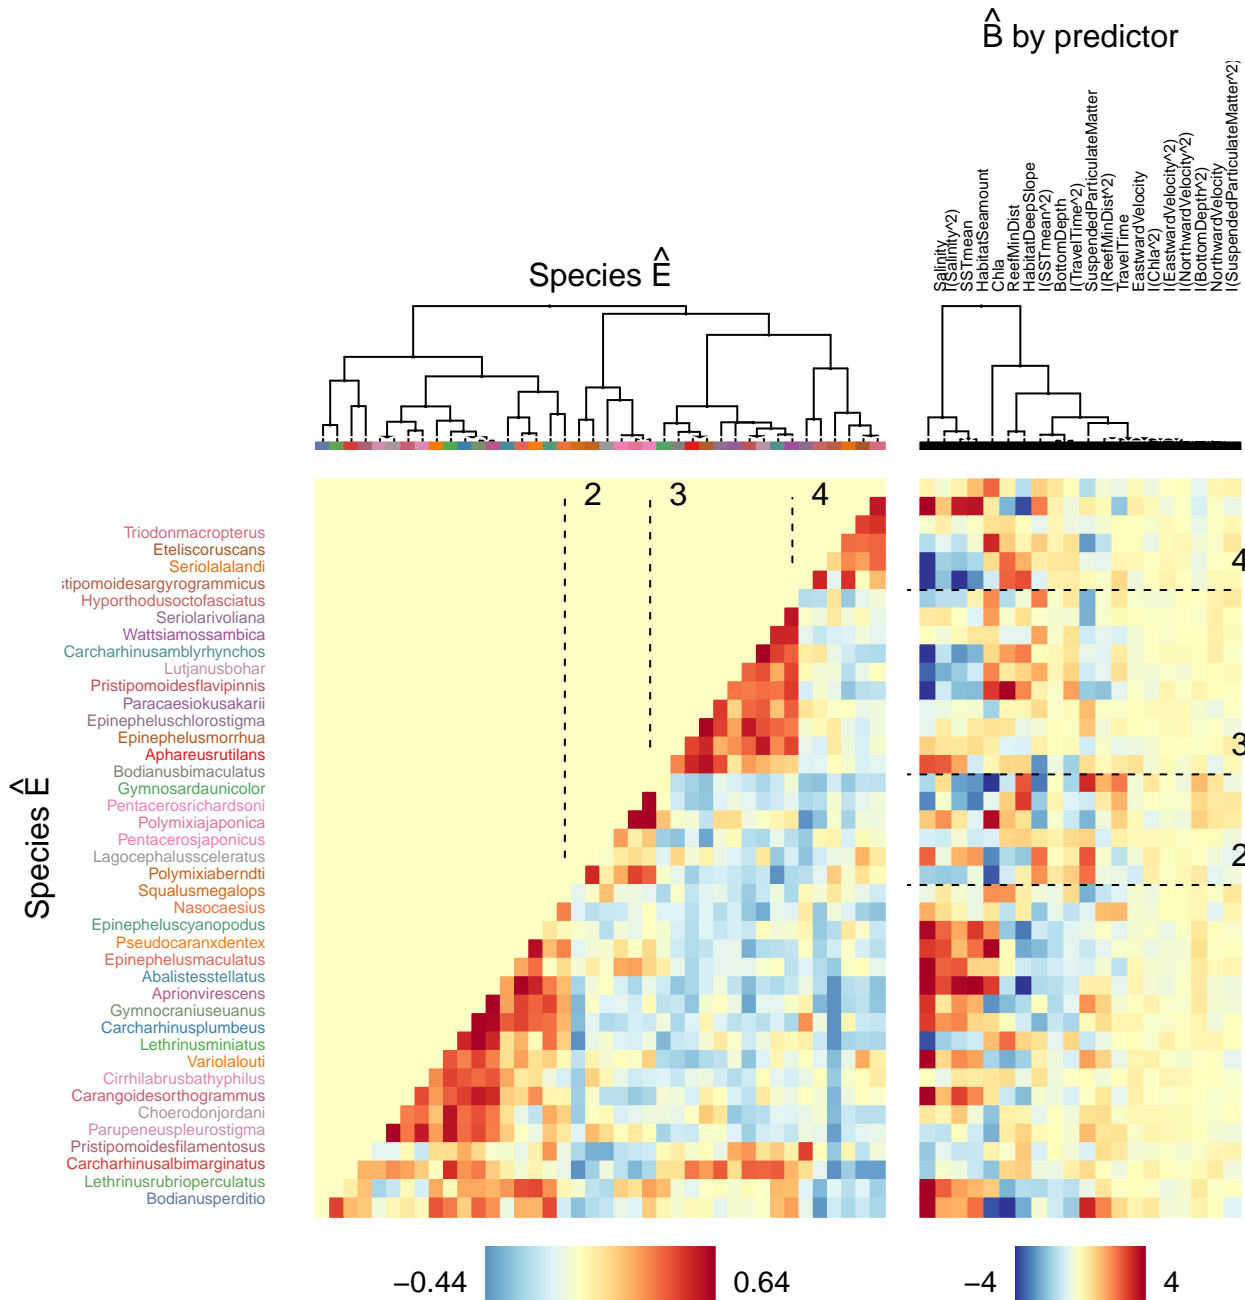 B̂ by predictor
Salinity
I(Salinity^2)
SSTmean
HabitatSeamount
Chla
ReefMinDist
HabitatDeepSlope
I(SSTmean^2)
BottomDepth
I(TravelTime^2)
SuspendedParticulateMatter
I(ReefMinDist^2)
TravelTime
EastwardVelocity
I(Chla^2)
I(EastwardVelocity^2)
I(NorthwardVelocity^2)
I(BottomDepth^2)
NorthwardVelocity
I(SuspendedParticulateMatter^2)
Species Ê
2 3 4
Triodonmacropterus
Eteliscoruscans
Seriolalalandi
stipomoidesargyrogrammicus
Hyporthodusoctofasciatus
Seriolarivoliana
Wattsiamossambica
Carcharhinusamblyrhynchos
Lutjanusbohar
Pristipomoidesflavipinnis
Paracaesiokusakarii
Epinepheluschlorostigma
Epinephelusmorrhua
Aphareusrutilans
Bodianusbimaculatus
Gymnosardaunicolor
Pentacerosrichardsoni
Polymixiajaponica
Pentacerosjaponicus
Lagocephalussceleratus
Polymixiaberndti
Squalusmegalops
Nasocaesius
Epinepheluscyanopodus
Pseudocaranxdentex
Epinephelusmaculatus
Abalistesstellatus
Aprionvirescens
Gymnocraniuseuanus
Carcharhinusplumbeus
Lethrinusminiatus
Variolalouti
Cirrhilabrusbathyphilus
Carangoidesorthogrammus
Choerodonjordani
Parupeneuspleurostigma
Pristipomoidesfilamentosus
Carcharhinusalbimarginatus
Lethrinusrubrioperculatus
Bodianusperditio
Species Ê
4
3
2
−0.44 0.64
−4 4